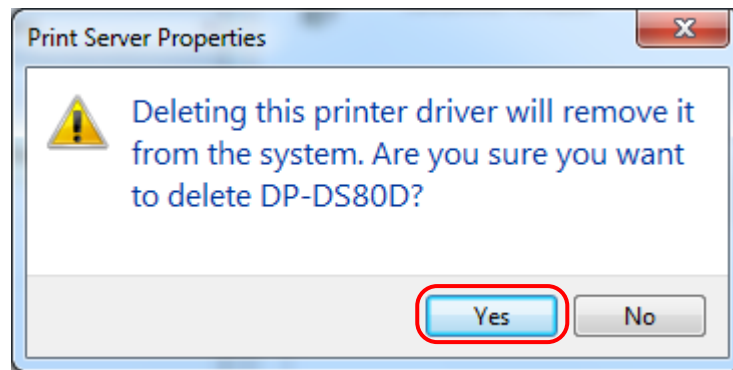 Print Server Properties
Deleting this printer driver will remove it
from the system. Are you sure you want
to delete DP-DS80D?
Yes
No